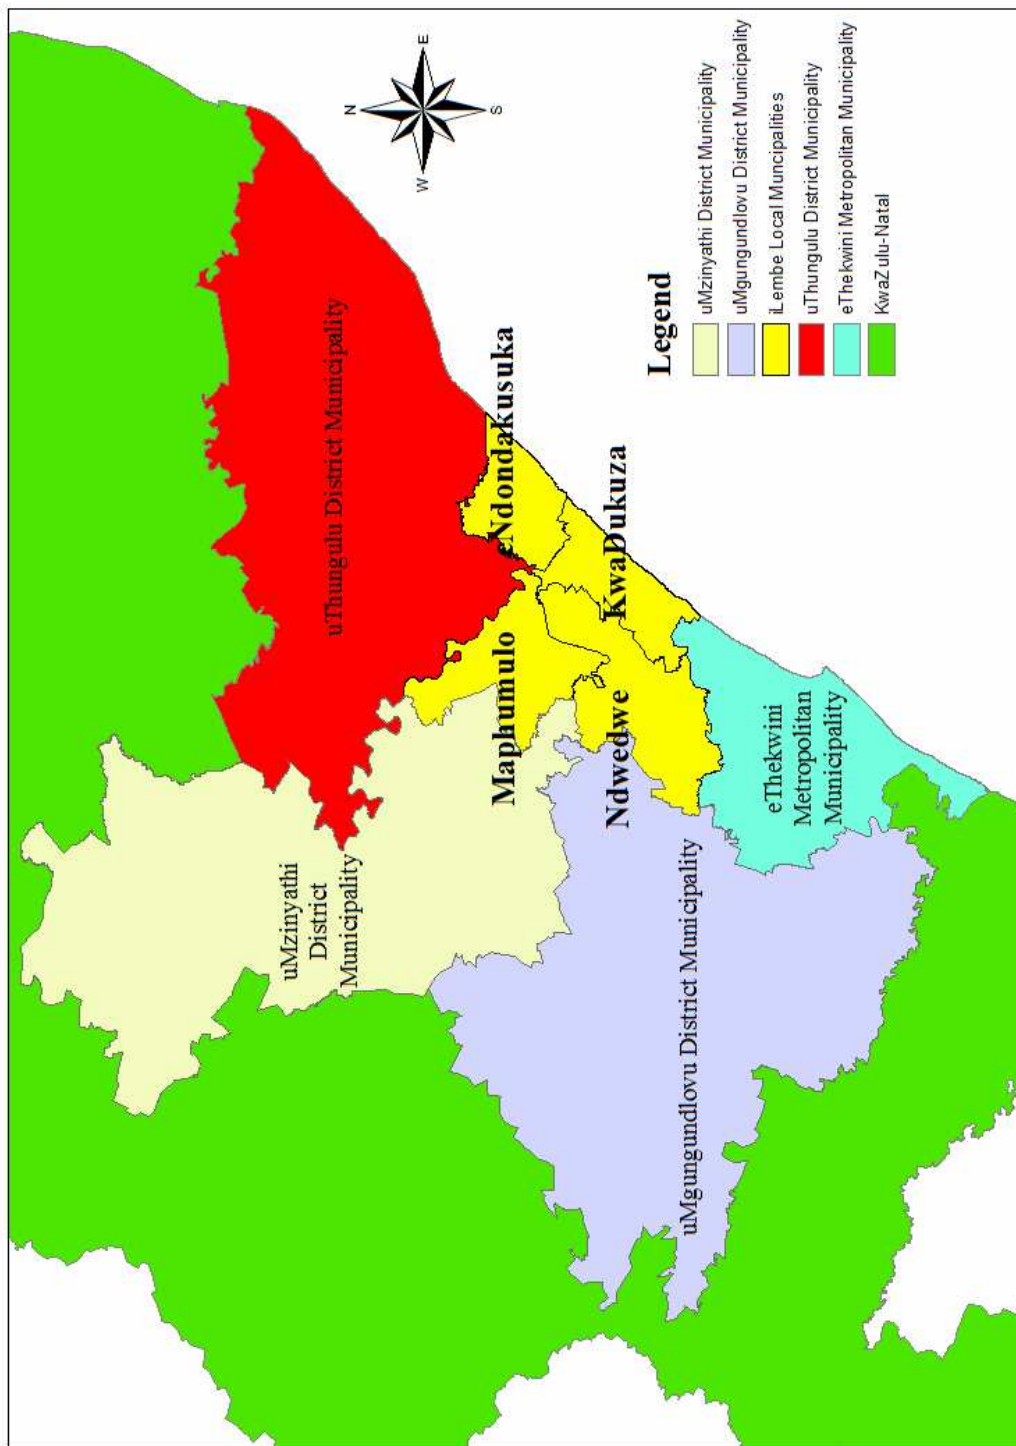 N
W
E
S
uThungulu District Municipality
uMzinyathi
District
Municipality
eNdondakusuka
Maphumulo
KwaDukuza
Ndwedwe
uMgungundlovu District Municipality
eThekwini
Metropolitan
Municipality
Legend
uMzinyathi District Municipality
uMgungundlovu District Municipality
iLembe Local Muncipalities
uThungulu District Municipality
eThekwini Metropolitan Municipality
KwaZulu-Natal